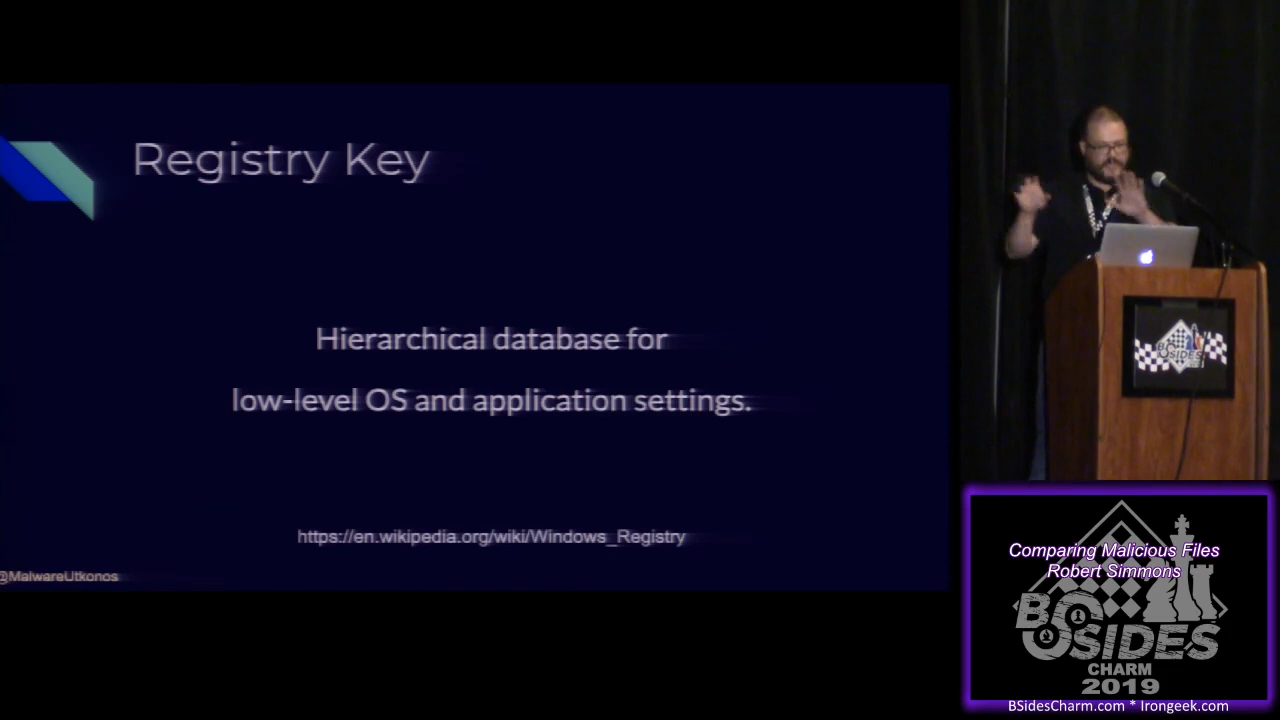 Registry Key
Hierarchical database for
low-level OS and application settings.
https://en.wikipedia.org/wiki/Windows_Registry
@MalwareUtkonos
BSIDES
Comparing Malicious Files
Robert Simmons
BSIDES
CHARM
2019
BSidesCharm.com * Irongeek.com